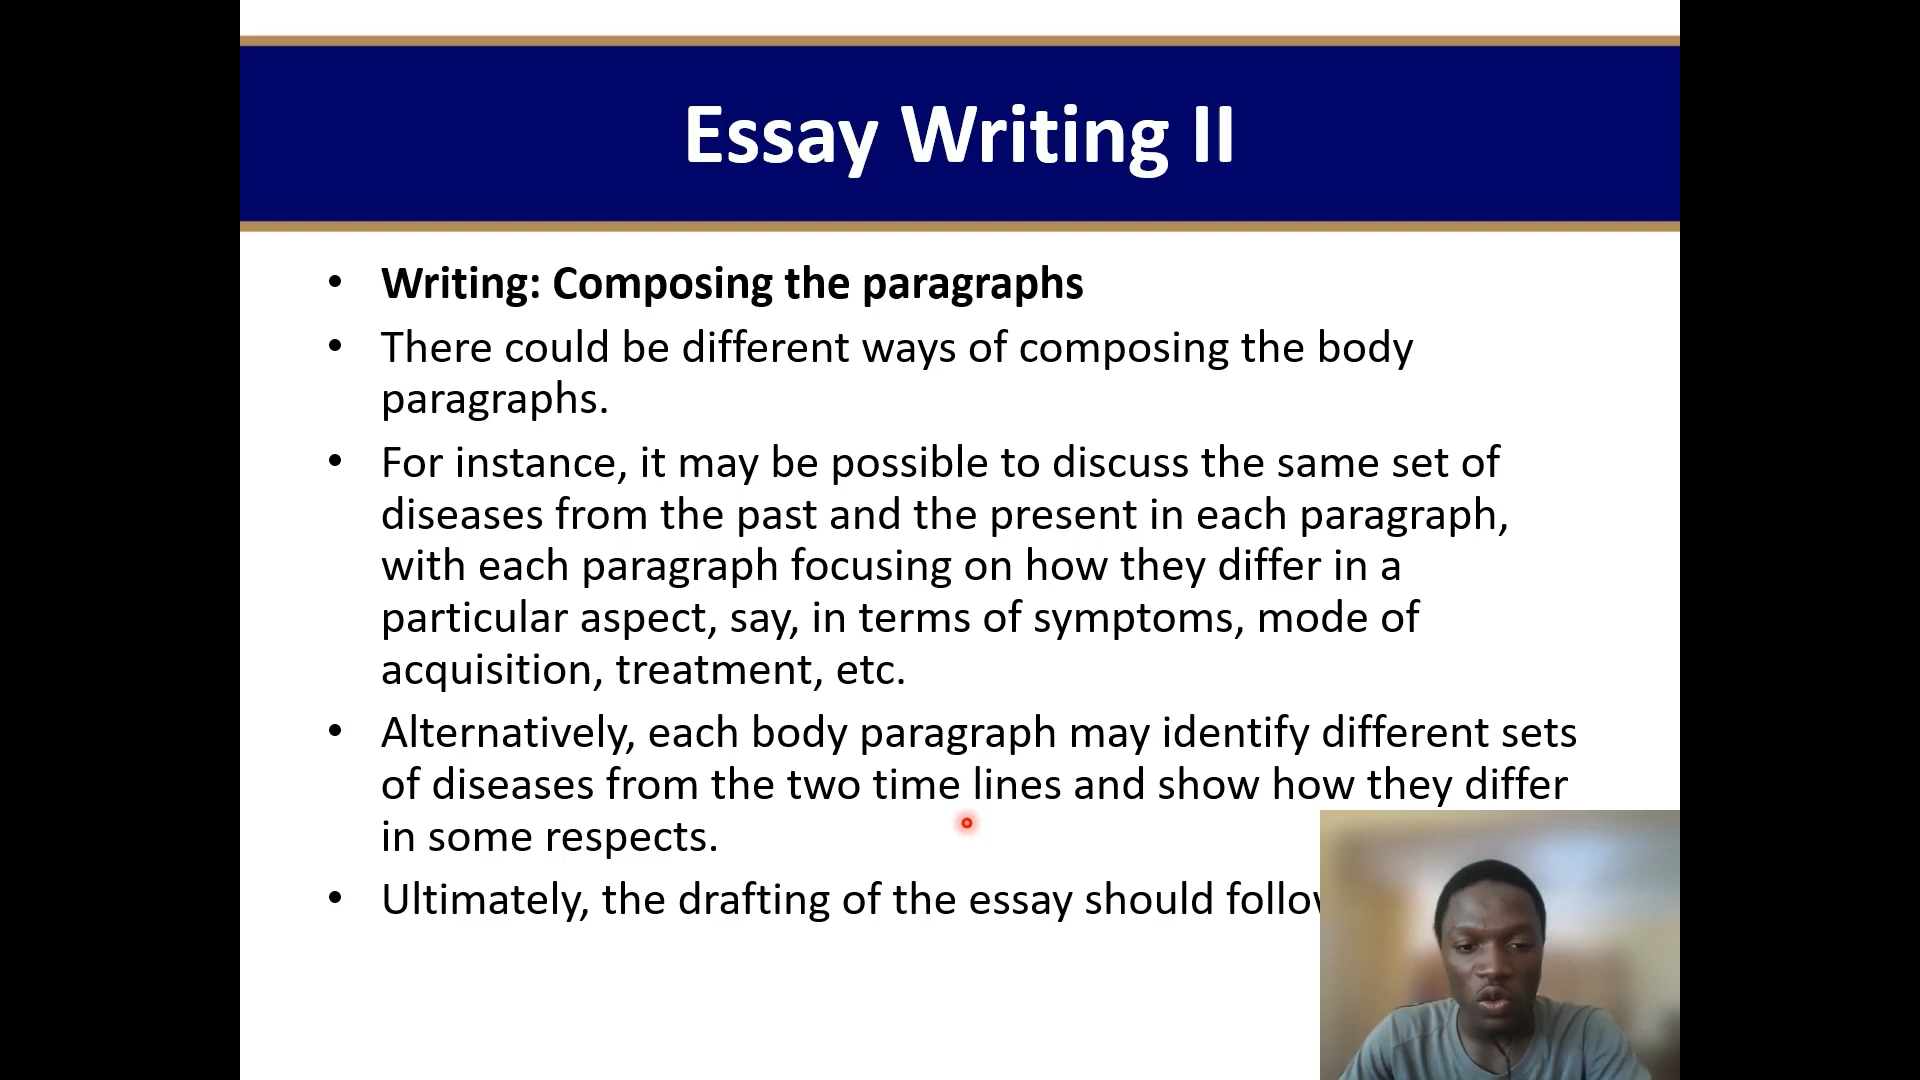 Essay Writing II
• Writing: Composing the paragraphs
• There could be different ways of composing the body
paragraphs.
• For instance, it may be possible to discuss the same set of
diseases from the past and the present in each paragraph,
with each paragraph focusing on how they differ in a
particular aspect, say, in terms of symptoms, mode of
acquisition, treatment, etc.
• Alternatively, each body paragraph may identify different sets
of diseases from the two time lines and show how they differ
in some respects.
• Ultimately, the drafting of the essay should